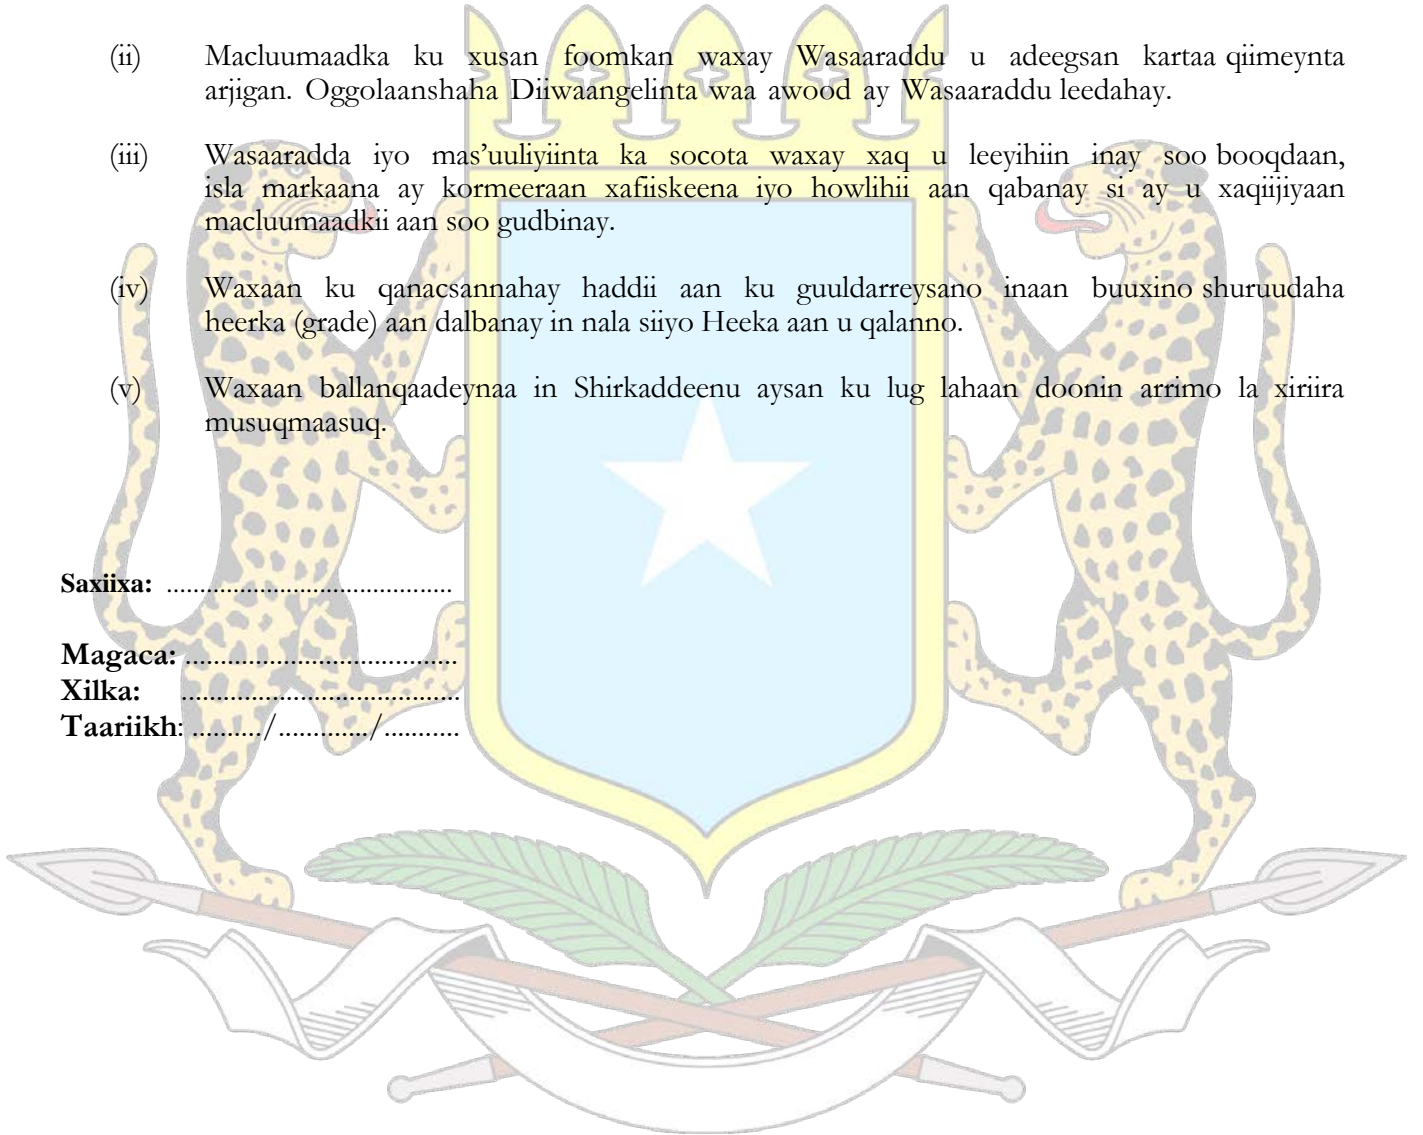 (ii) Macluumaadka ku xusan foomkan waxay Wasaaraddu u adeegsan kartaa qiimeynta
arjigan. Oggolaanshaha Diiwaangelinta waa awood ay Wasaaraddu leedahay.
(iii) Wasaaradda iyo mas’uuliyiinta ka socota waxay xaq u leeyihiin inay soo booqdaan,
isla markaana ay kormeeraan xafiiskeena iyo howlihii aan qabanay si ay u xaqiijiyaan
macluumaadkii aan soo gudbinay.
(iv) Waxaan ku qanacsannahay haddii aan ku guuldarreysano inaan buuxino shuruudaha
heerka (grade) aan dalbanay in nala siiyo Heeka aan u qalanno.
(v) Waxaan ballanqaadeynaa in Shirkaddeenu aysan ku lug lahaan doonin arrimo la xiriira
musuqmaasuq.
Saxiixa: ...........................................
Magaca: .......................................
Xilka: ........................................
Taariikh: ........../............./...........